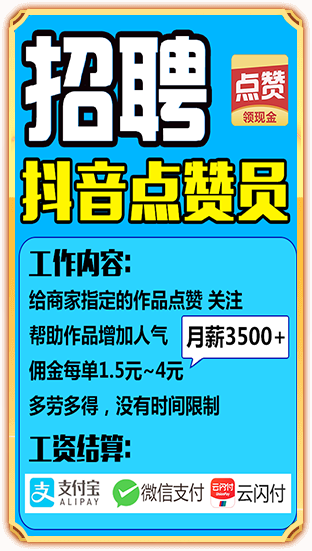 招聘
点赞
领现金
抖音点赞员
工作内容:
给商家指定的作品点赞 关注
帮助作品增加人气
月薪3500+
佣金每单1.5元~4元
多劳多得，没有时间限制
工资结算:
支付宝
ALIPAY
微信支付
云闪付
云闪付